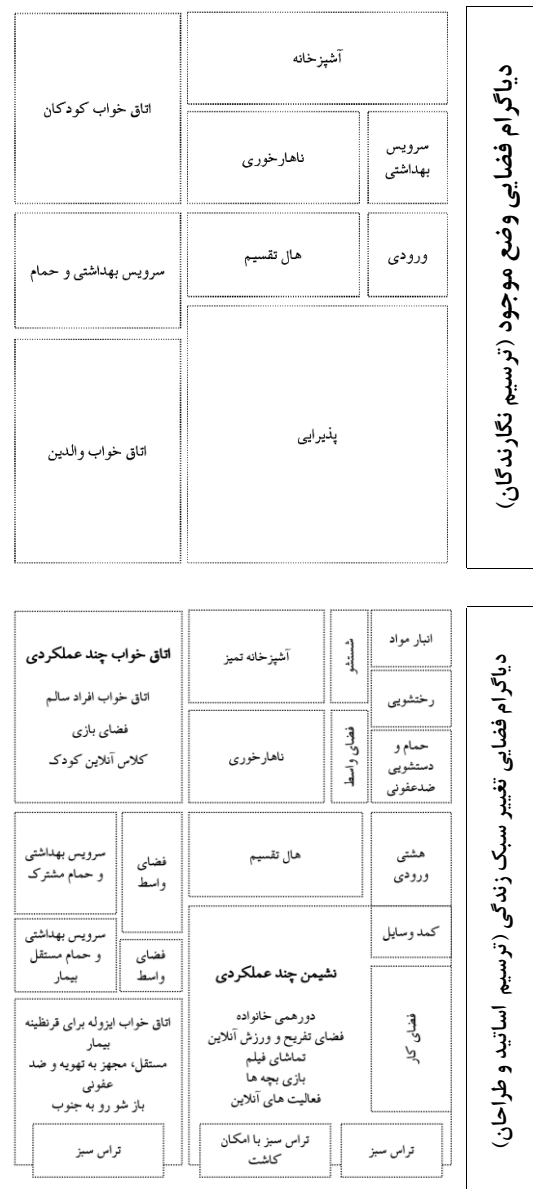 دیاگرام فضایی وضع موجود (ترسیم نگارندگان)
آشپزخانه
اتاق خواب کودکان
سرویس
بهداشتی
ناهارخوری
ورودی
هال تقسیم
سرویس بهداشتی و حمام
پذیرایی
اتاق خواب والدین
دیاگرام فضایی تغییر سبک زندگی (ترسیم اساتید و طراحان)
انبار مواد
شستشو
آشپزخانه تمیز
اتاق خواب چند عملکردی
اتاق خواب افراد سالم
فضای بازی
کلاس آنلاین کودک
رختشویی
حمام و
دستشویی
ضدعفونی
فضای واسط
ناهارخوری
هشتی
ورودی
هال تقسیم
فضای
واسط
سرویس بهداشتی
و حمام مشترک
کمد وسایل
فضای
واسط
سرویس بهداشتی
و حمام مستقل
بیمار
فضای کار
نشیمن چند عملکردی
دورهمی خانواده
فضای تفریح و ورزش آنلاین
تماشای فیلم
بازی بچه ها
فعالیت های آنلاین
اتاق خواب ایزوله برای قرنطینه
بیمار
مستقل، مجهز به تهویه و ضد
عفونی
باز شو رو به جنوب
تراس سبز
تراس سبز با امکان
کاشت
تراس سبز